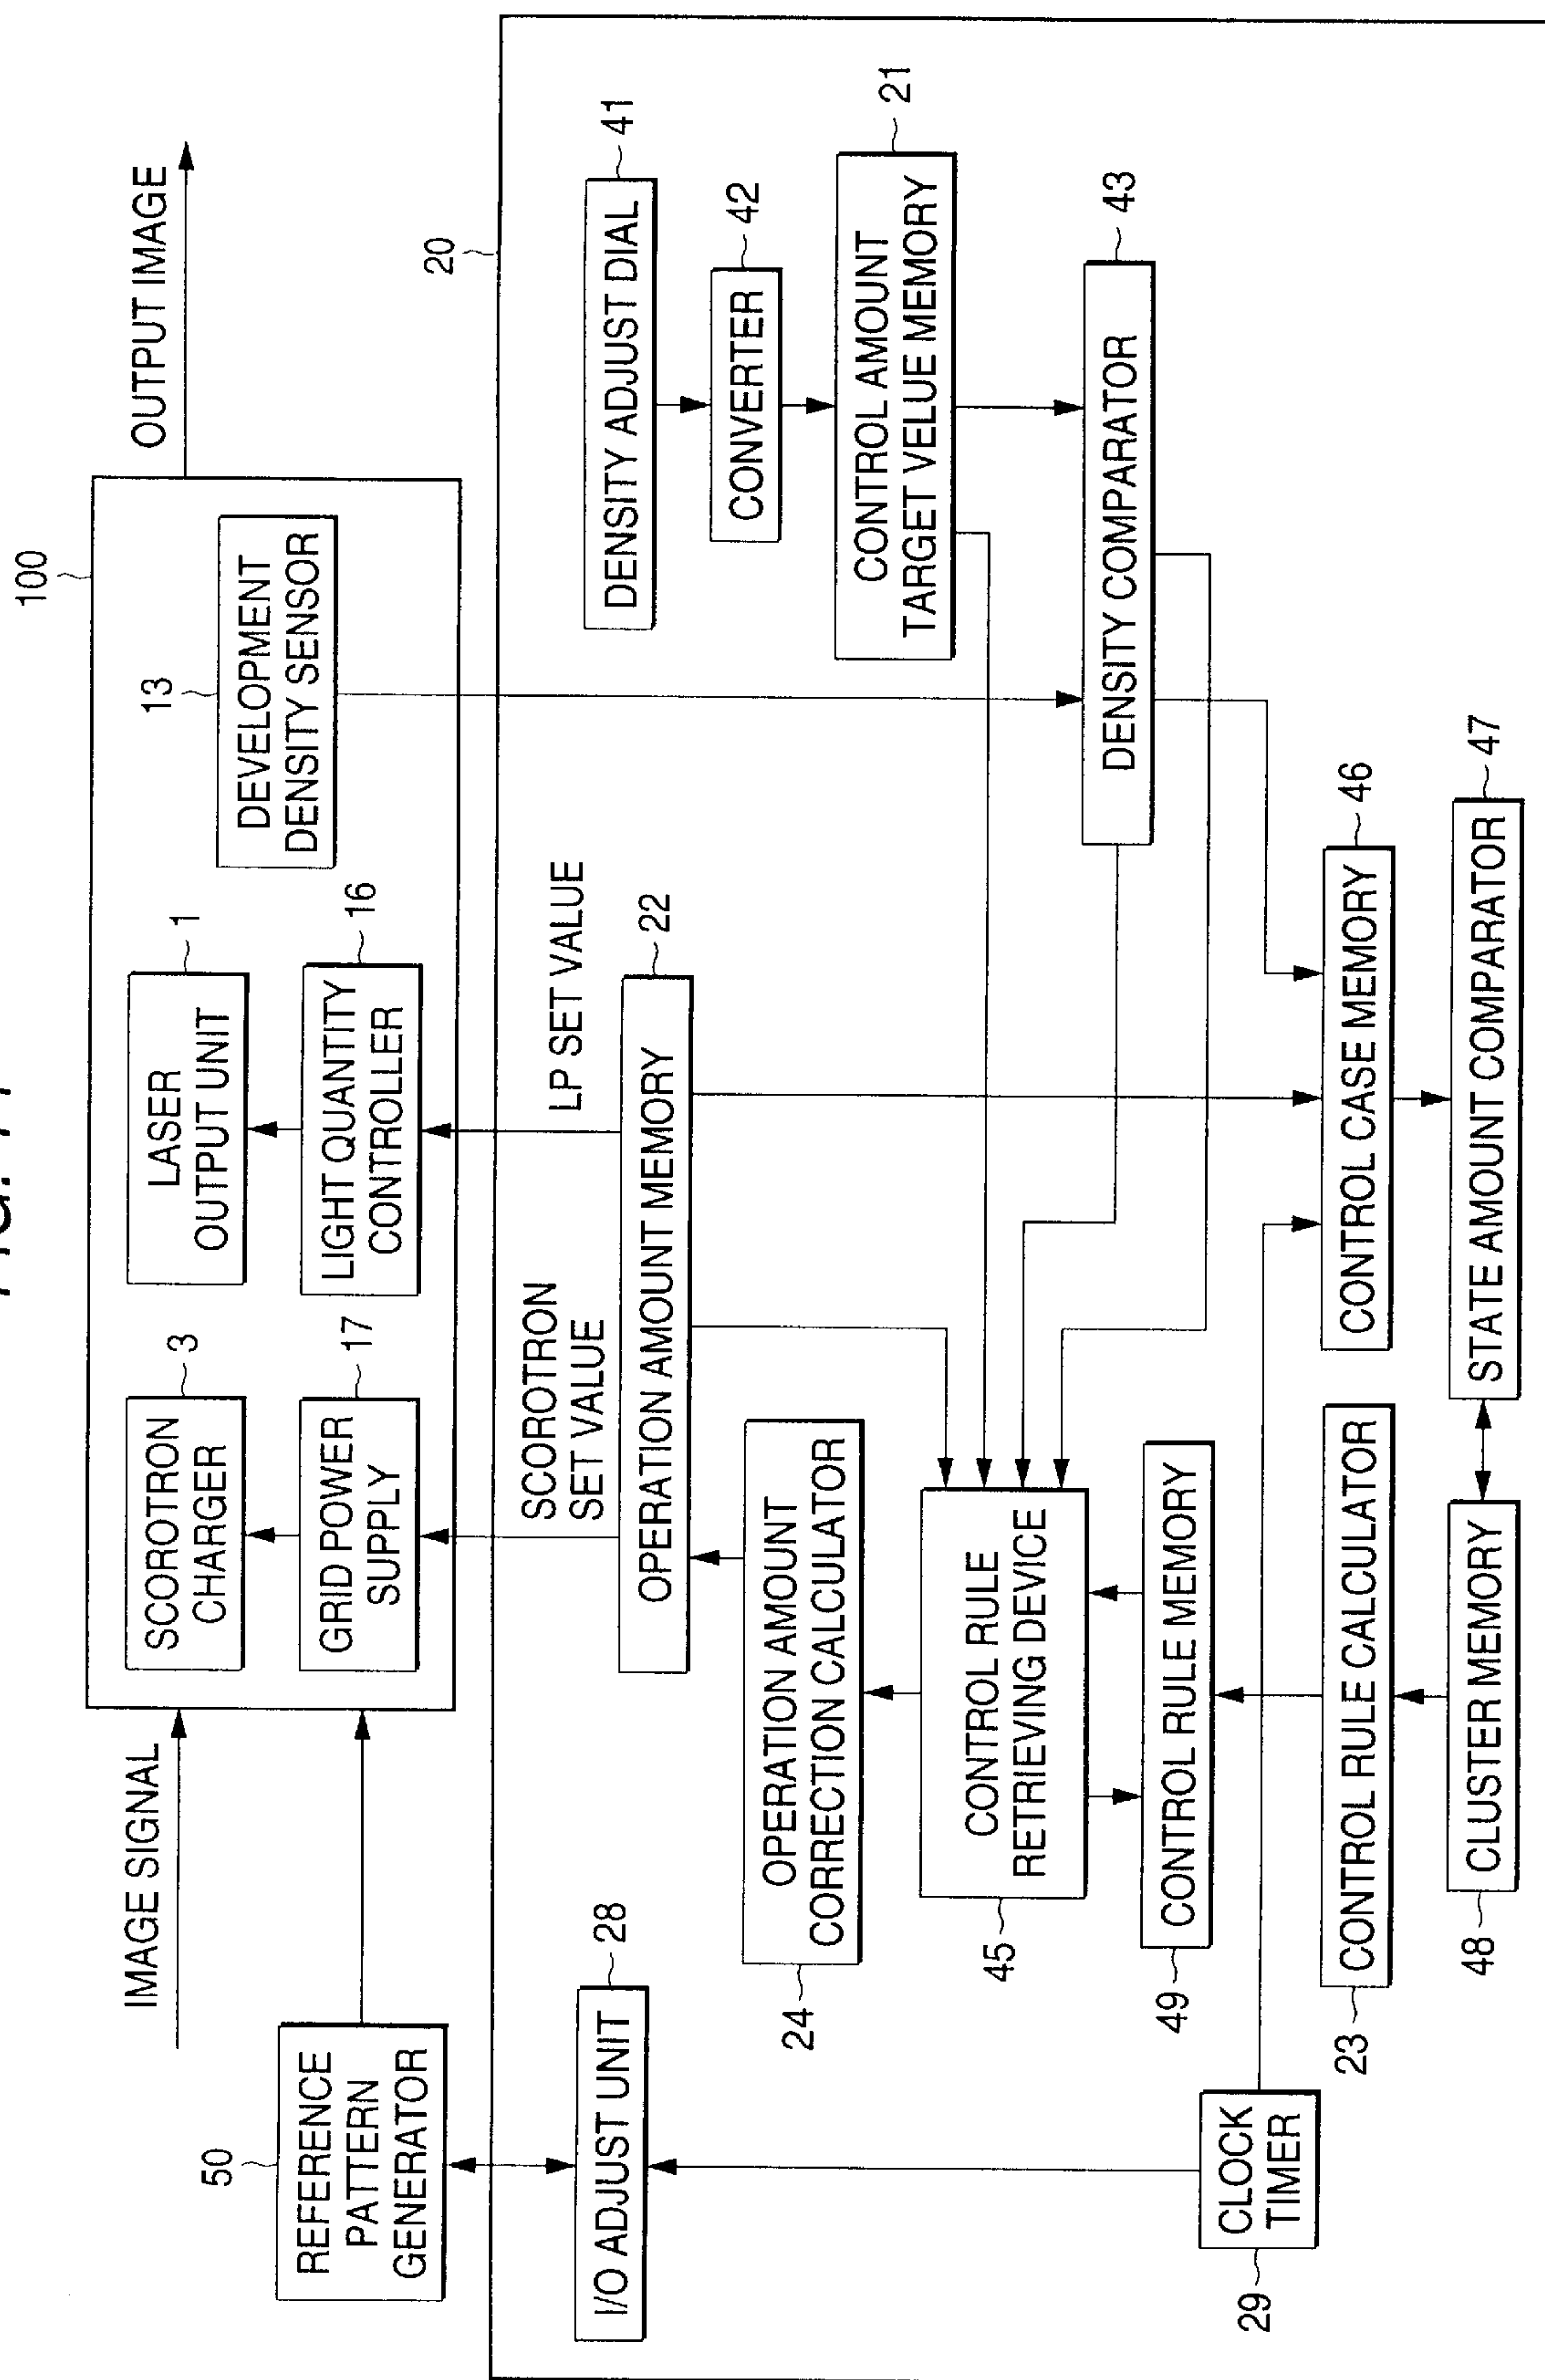 IMAGE SIGNAL
OUTPUT IMAGE
100
50
REFERENCE
PATTERN
GENERATOR
SCOROTRON
CHARGER
3
GRID POWER
SUPPLY
17
LASER
OUTPUT UNIT
1
LIGHT QUANTITY
CONTROLLER
16
13
DEVELOPMENT
DENSITY SENSOR
20
SCOROTRON
SET VALUE
LP SET VALUE
28
I/O ADJUST UNIT
OPERATION AMOUNT MEMORY
22
DENSITY ADJUST DIAL
41
CONVERTER
42
CONTROL AMOUNT
TARGET VELUE MEMORY
21
24
OPERATION AMOUNT
CORRECTION CALCULATOR
45
CONTROL RULE
RETRIEVING DEVICE
DENSITY COMPARATOR
43
49
CONTROL RULE MEMORY
29
CLOCK
TIMER
23
CONTROL RULE CALCULATOR
CONTROL CASE MEMORY
46
48
CLUSTER MEMORY
STATE AMOUNT COMPARATOR
47